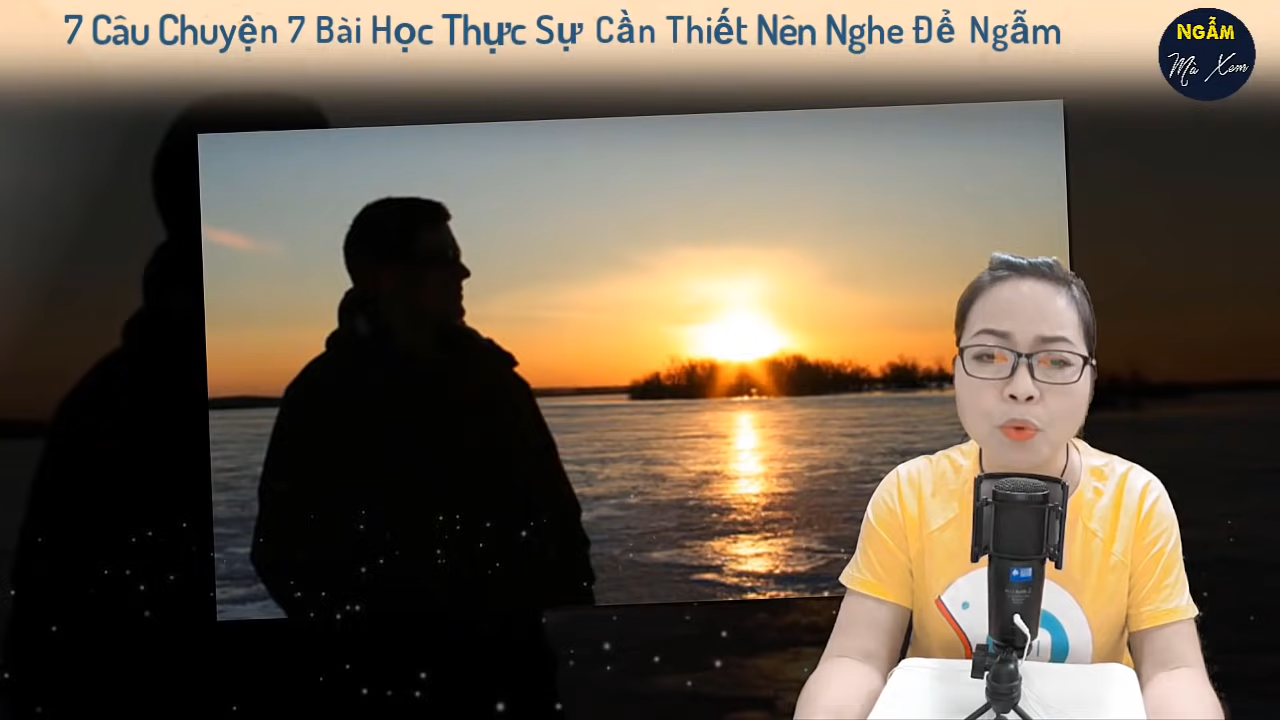 7 Câu Chuyện 7 Bài Học Thực Sự Cần Thiết Nên Nghe Để Ngẫm
NGẪM
Mà Xem